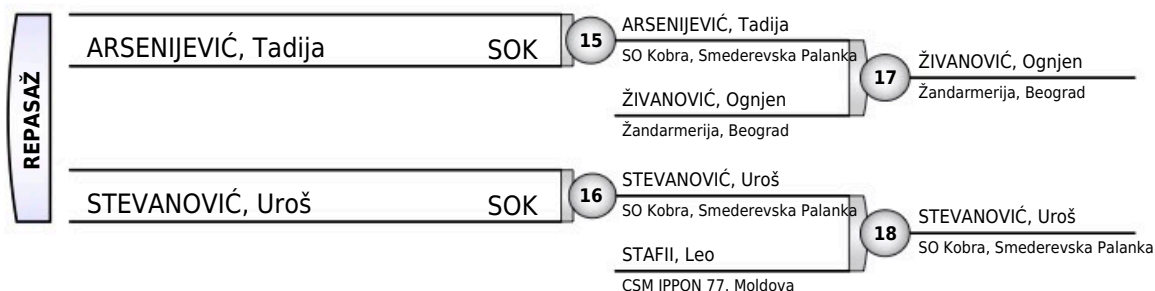 REPASAŽ
ARSENIJEVIĆ, Tadija SOK
15
ARSENIJEVIĆ, Tadija
SO Kobra, Smederevska Palanka
ŽIVANOVIĆ, Ognjen
Žandarmerija, Beograd
17
ŽIVANOVIĆ, Ognjen
Žandarmerija, Beograd
STEVANOVIĆ, Uroš SOK
16
STEVANOVIĆ, Uroš
SO Kobra, Smederevska Palanka
STAFII, Leo
CSM IPPON 77, Moldova
18
STEVANOVIĆ, Uroš
SO Kobra, Smederevska Palanka